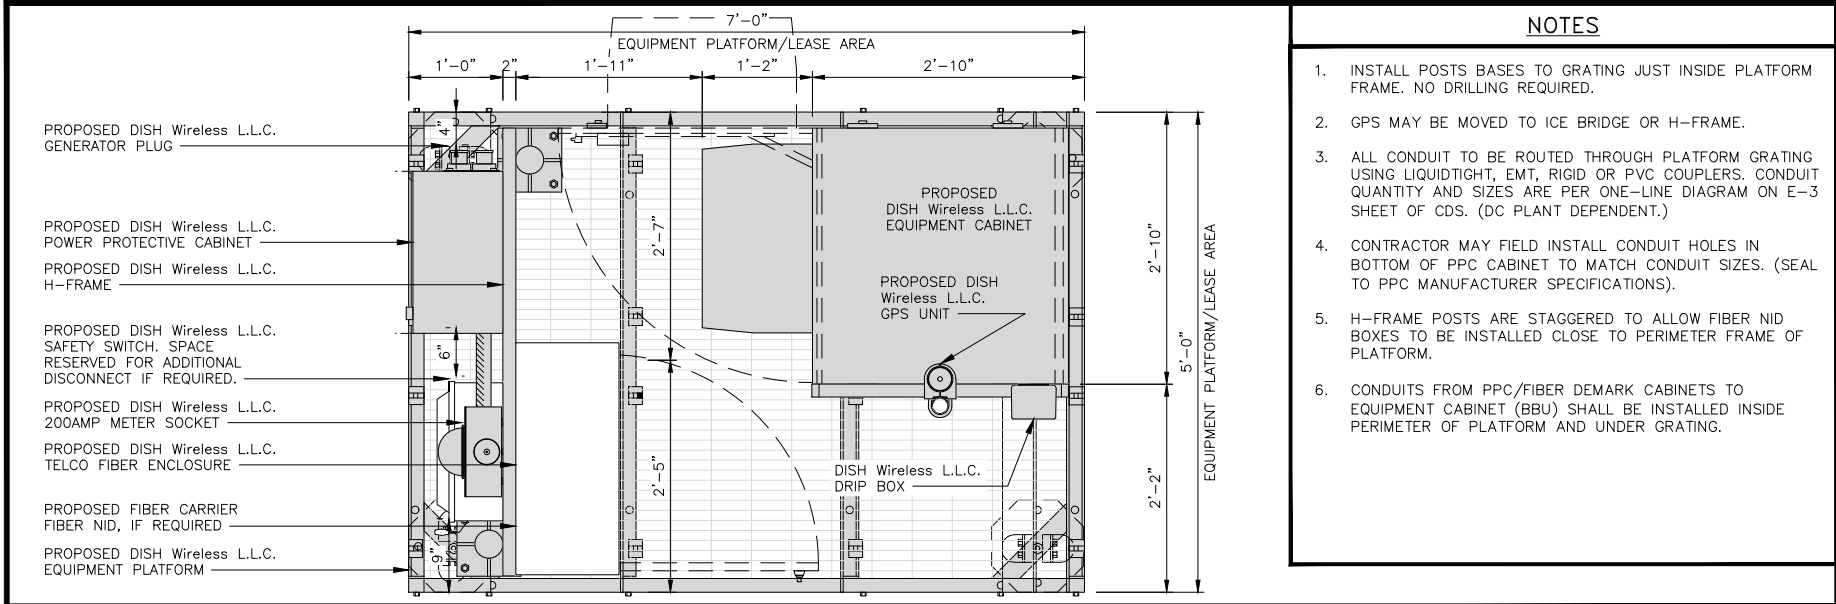 7'-0"
EQUIPMENT PLATFORM/LEASE AREA
1'-0"
2"
1'-11"
1'-2"
2'-10"
4"
PROPOSED DISH Wireless L.L.C.
GENERATOR PLUG
PROPOSED DISH Wireless L.L.C.
POWER PROTECTIVE CABINET
PROPOSED DISH Wireless L.L.C.
H-FRAME
PROPOSED DISH Wireless L.L.C.
SAFETY SWITCH. SPACE
RESERVED FOR ADDITIONAL
DISCONNECT IF REQUIRED.
PROPOSED DISH Wireless L.L.C.
200AMP METER SOCKET
PROPOSED DISH Wireless L.L.C.
TELCO FIBER ENCLOSURE
PROPOSED FIBER CARRIER
FIBER NID, IF REQUIRED
PROPOSED DISH Wireless L.L.C.
EQUIPMENT PLATFORM
6"
9"
2'-7"
2'-5"
PROPOSED
DISH Wireless L.L.C.
EQUIPMENT CABINET
PROPOSED DISH
Wireless L.L.C.
GPS UNIT
DISH Wireless L.L.C.
DRIP BOX
2'-10"
2'-2"
5'-0"
EQUIPMENT PLATFORM/LEASE AREA
NOTES
1. INSTALL POSTS BASES TO GRATING JUST INSIDE PLATFORM
FRAME. NO DRILLING REQUIRED.
2. GPS MAY BE MOVED TO ICE BRIDGE OR H-FRAME.
3. ALL CONDUIT TO BE ROUTED THROUGH PLATFORM GRATING
USING LIQUIDTIGHT, EMT, RIGID OR PVC COUPLERS. CONDUIT
QUANTITY AND SIZES ARE PER ONE-LINE DIAGRAM ON E-3
SHEET OF CDS. (DC PLANT DEPENDENT.)
4. CONTRACTOR MAY FIELD INSTALL CONDUIT HOLES IN
BOTTOM OF PPC CABINET TO MATCH CONDUIT SIZES. (SEAL
TO PPC MANUFACTURER SPECIFICATIONS).
5. H-FRAME POSTS ARE STAGGERED TO ALLOW FIBER NID
BOXES TO BE INSTALLED CLOSE TO PERIMETER FRAME OF
PLATFORM.
6. CONDUITS FROM PPC/FIBER DEMARK CABINETS TO
EQUIPMENT CABINET (BBU) SHALL BE INSTALLED INSIDE
PERIMETER OF PLATFORM AND UNDER GRATING.